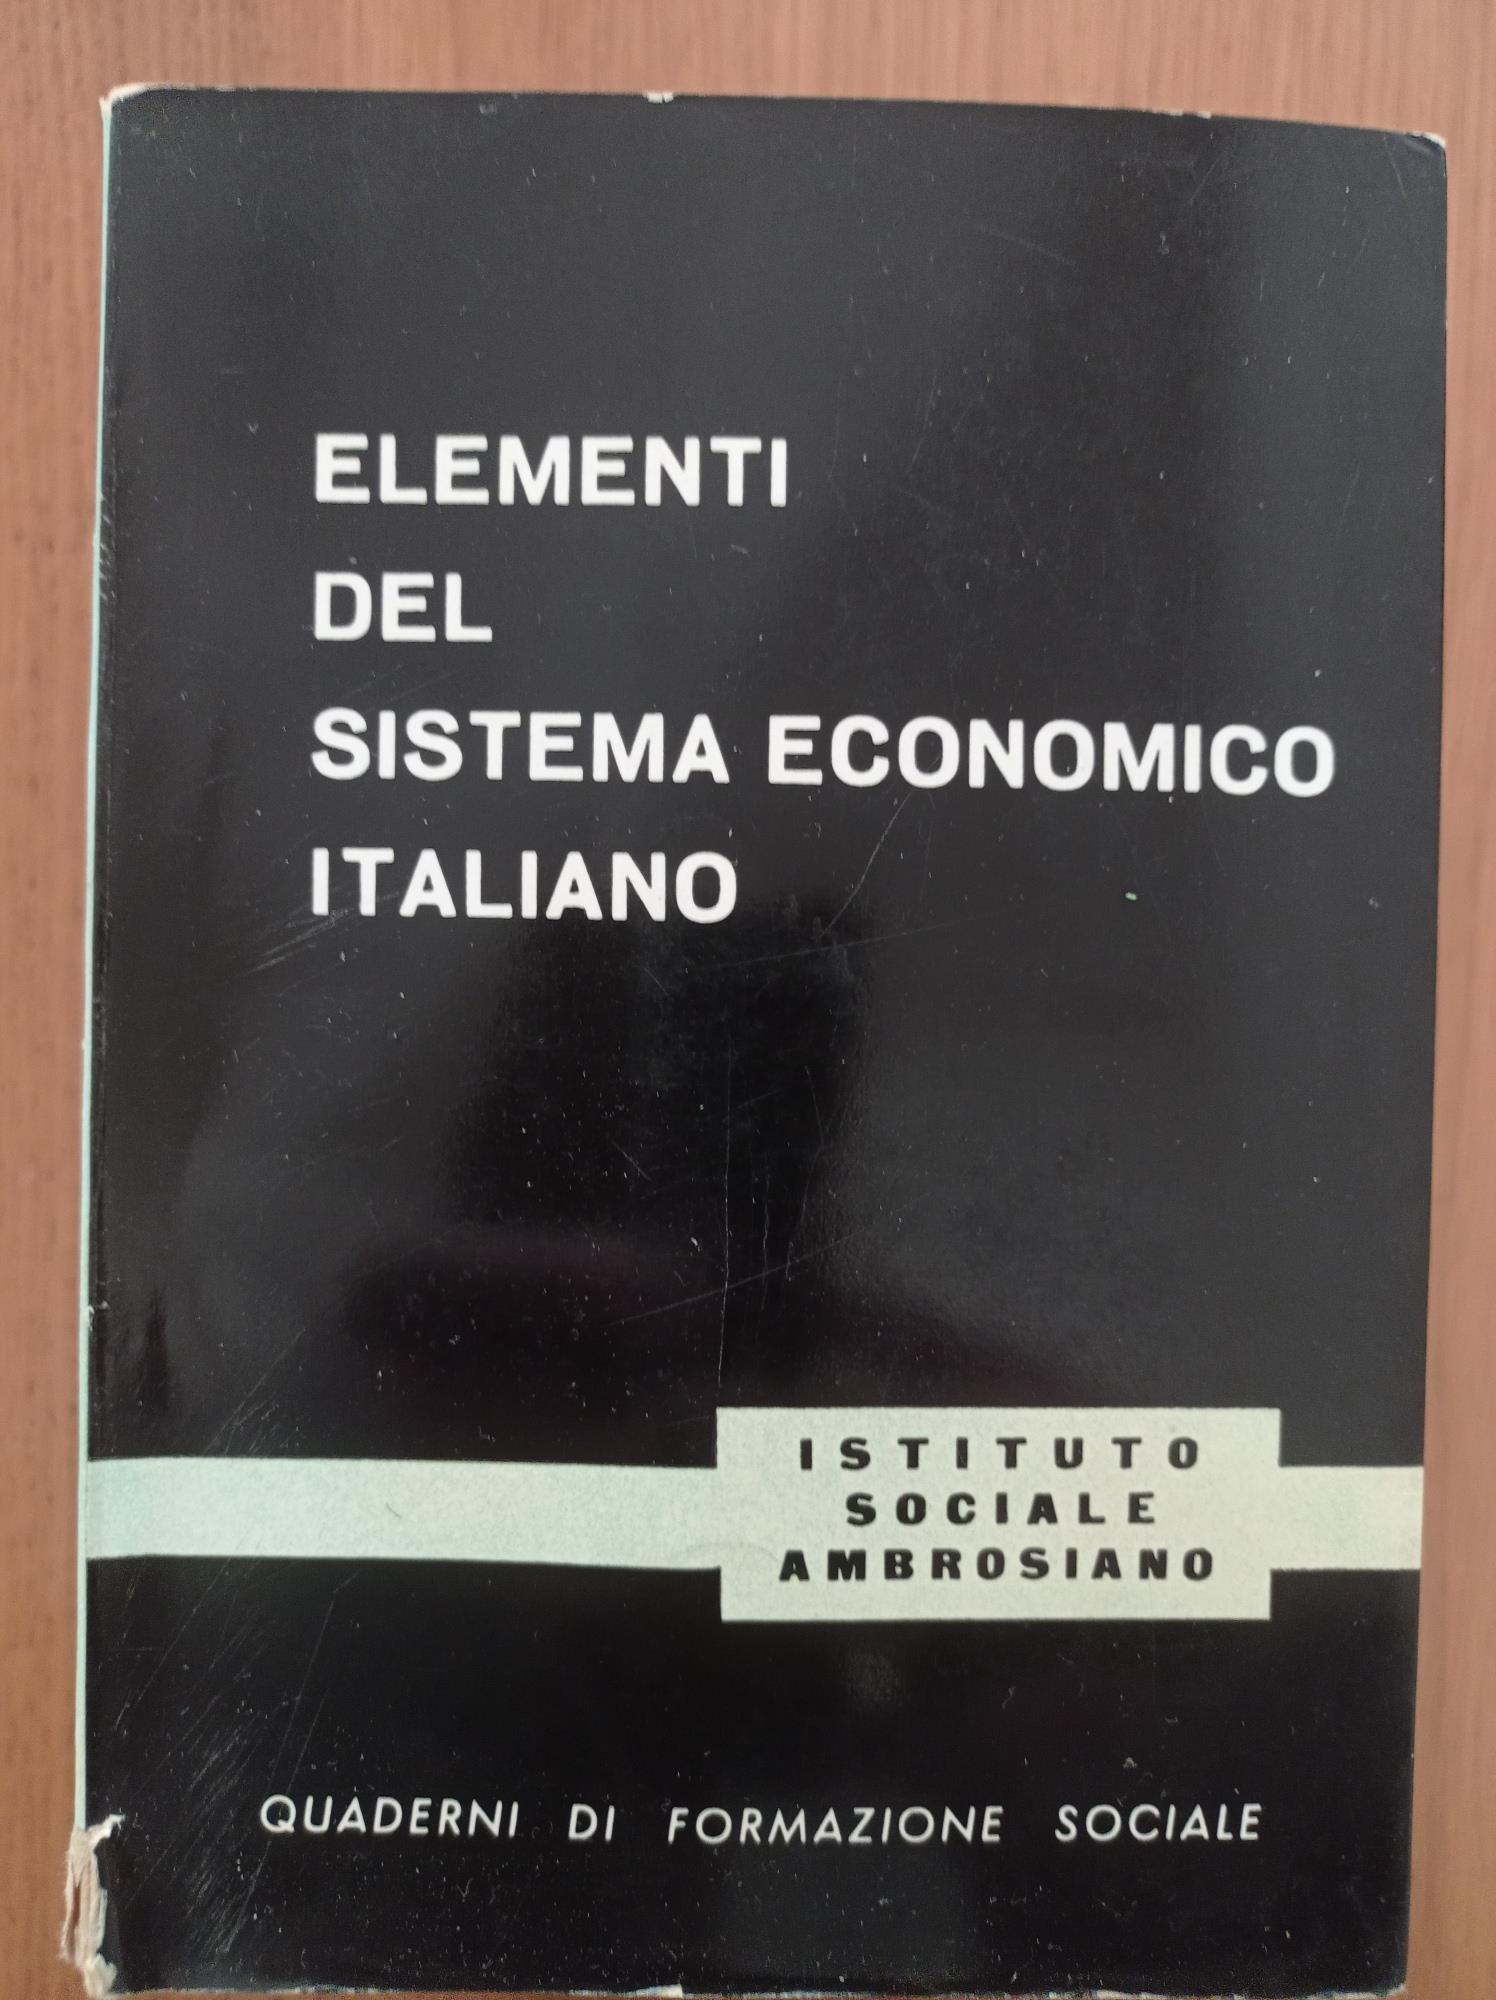 ELEMENTI
DEL
SISTEMA ECONOMICO
ITALIANO
ISTITUTO
SOCIALE
AMBROSIANO
QUADERNI DI FORMAZIONE SOCIALE